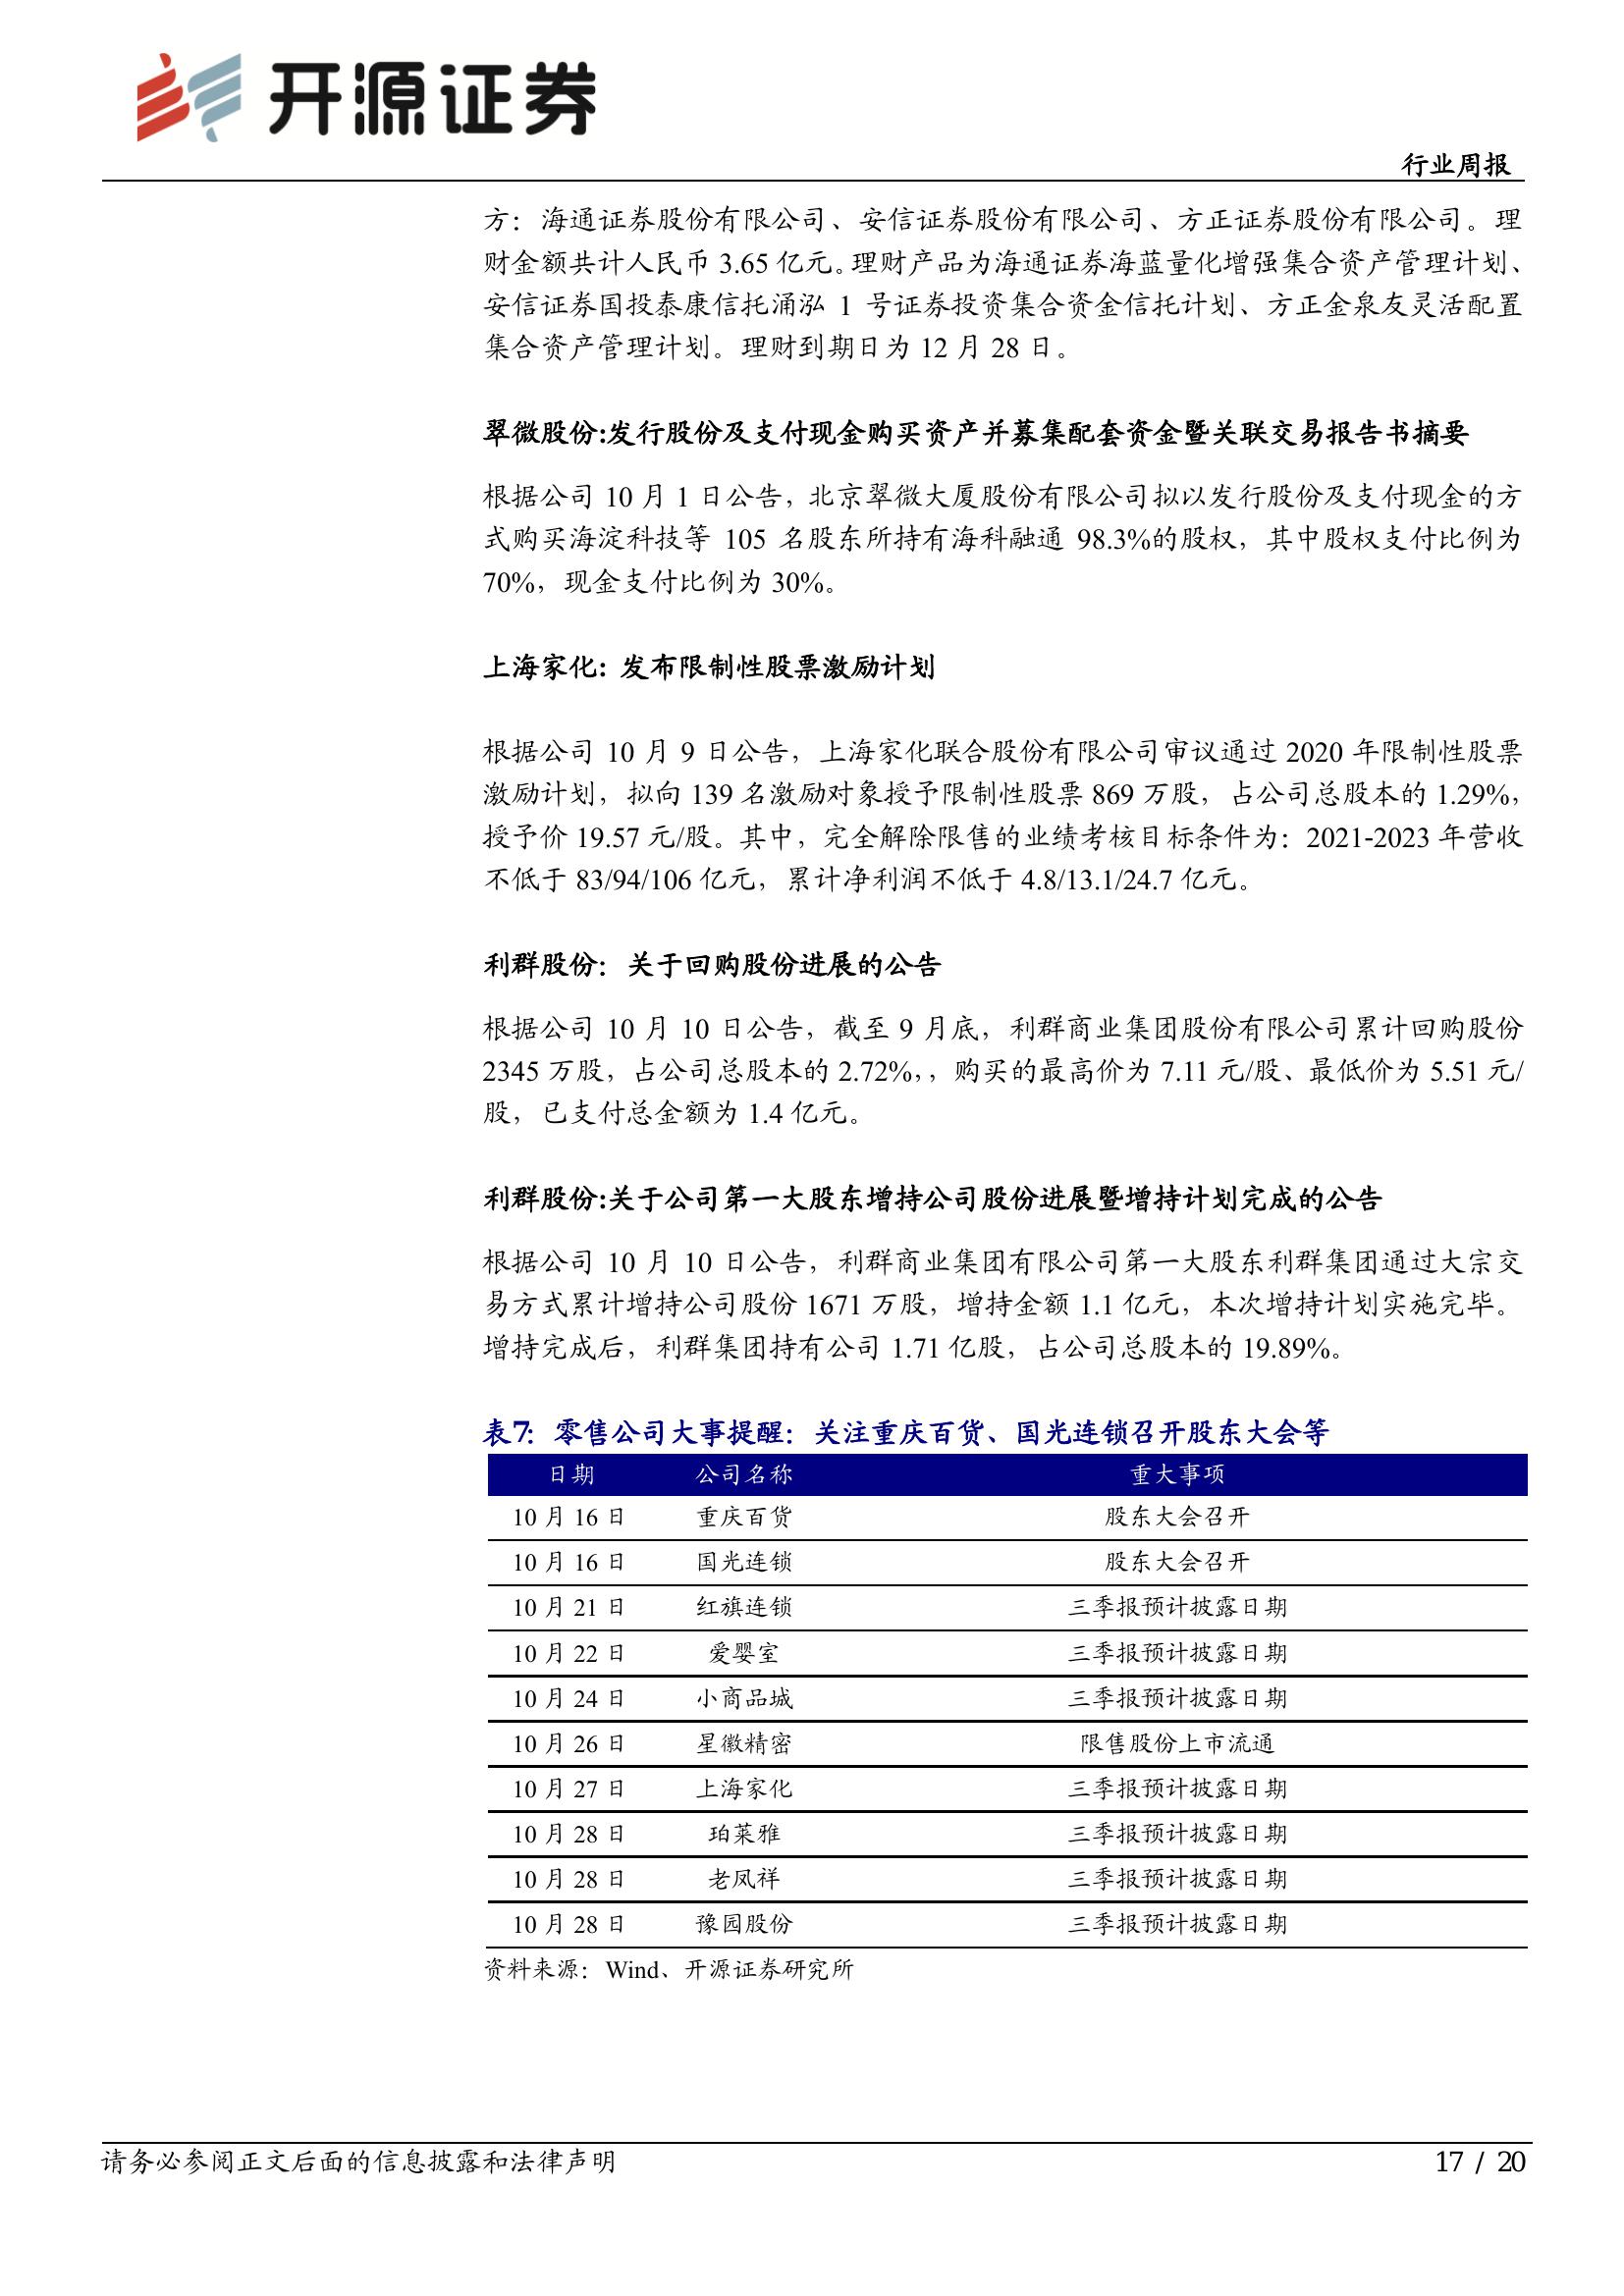 开源证券
行业周报
方：海通证券股份有限公司、安信证券股份有限公司、方正证券股份有限公司。理
财金额共计人民币 3.65 亿元。理财产品为海通证券海蓝量化增强集合资产管理计划、
安信证券国投泰康信托涌泓 1 号证券投资集合资金信托计划、方正金泉友灵活配置
集合资产管理计划。理财到期日为 12 月 28 日。
翠微股份:发行股份及支付现金购买资产并募集配套资金暨关联交易报告书摘要
根据公司 10 月 1 日公告，北京翠微大厦股份有限公司拟以发行股份及支付现金的方
式购买海淀科技等 105 名股东所持有海科融通 98.3%的股权，其中股权支付比例为
70%，现金支付比例为 30%。
上海家化：发布限制性股票激励计划
根据公司 10 月 9 日公告，上海家化联合股份有限公司审议通过 2020 年限制性股票
激励计划，拟向 139 名激励对象授予限制性股票 869 万股，占公司总股本的 1.29%，
授予价 19.57 元/股。其中，完全解除限售的业绩考核目标条件为：2021-2023 年营收
不低于 83/94/106 亿元，累计净利润不低于 4.8/13.1/24.7 亿元。
利群股份：关于回购股份进展的公告
根据公司 10 月 10 日公告，截至 9 月底，利群商业集团股份有限公司累计回购股份
2345 万股，占公司总股本的 2.72%，，购买的最高价为 7.11 元/股、最低价为 5.51 元/
股，已支付总金额为 1.4 亿元。
利群股份:关于公司第一大股东增持公司股份进展暨增持计划完成的公告
根据公司 10 月 10 日公告，利群商业集团有限公司第一大股东利群集团通过大宗交
易方式累计增持公司股份 1671 万股，增持金额 1.1 亿元，本次增持计划实施完毕。
增持完成后，利群集团持有公司 1.71 亿股，占公司总股本的 19.89%。
表7：零售公司大事提醒：关注重庆百货、国光连锁召开股东大会等
日期 公司名称 重大事项
10 月 16 日 重庆百货 股东大会召开
10 月 16 日 国光连锁 股东大会召开
10 月 21 日 红旗连锁 三季报预计披露日期
10 月 22 日 爱婴室 三季报预计披露日期
10 月 24 日 小商品城 三季报预计披露日期
10 月 26 日 星徽精密 限售股份上市流通
10 月 27 日 上海家化 三季报预计披露日期
10 月 28 日 珀莱雅 三季报预计披露日期
10 月 28 日 老凤祥 三季报预计披露日期
10 月 28 日 豫园股份 三季报预计披露日期
资料来源：Wind、开源证券研究所
请务必参阅正文后面的信息披露和法律声明 17 / 20